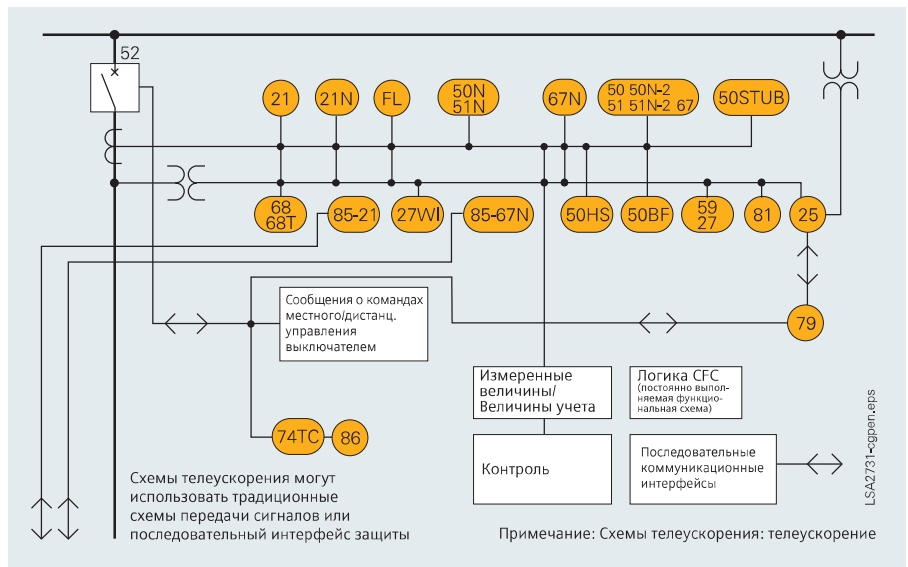 52
21
21N
FL
50N
51N
67N
50 50N-2
51 51N-2 67
50STUB
68
68T
85-21
27WI
85-67N
50HS
50BF
59
27
81
25
79
Сообщения о командах
местного/дистанц.
управления
выключателем
Измеренные
величины/
Величины учета
Логика CFC
(постоянно выпол-
няемая функцио-
нальная схема)
74TC
86
Контроль
Последовательные
коммуникационные
интерфейсы
LSA2731-cgpen.eps
Схемы телеускорения могут
использовать традиционные
схемы передачи сигналов или
последовательный интерфейс защиты
Примечание: Схемы телеускорения: телеускорение